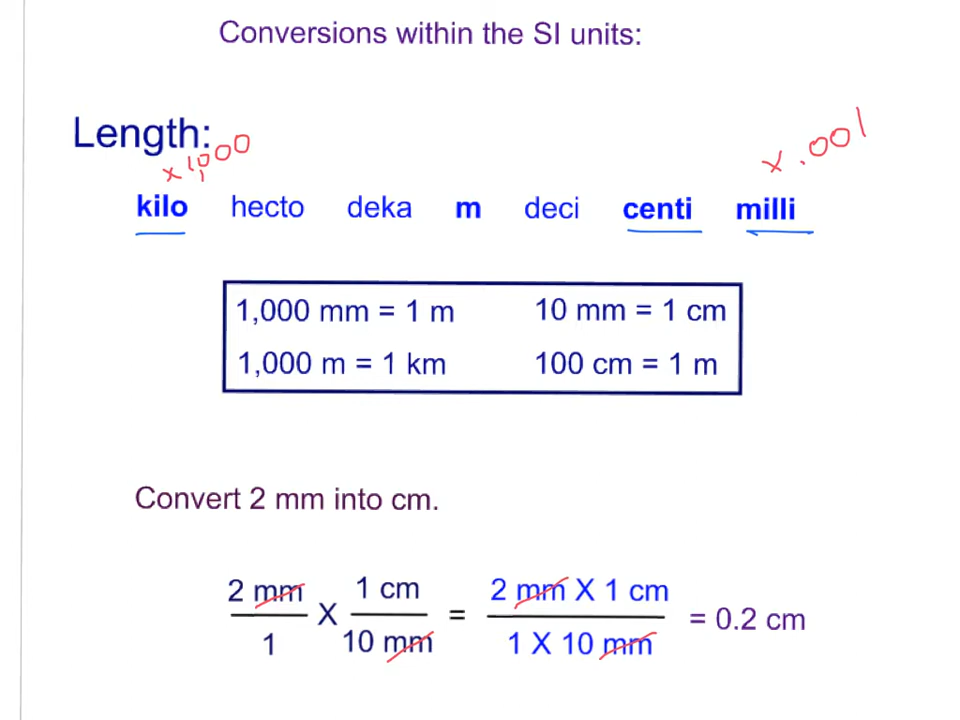 Conversions within the SI units:
Length:
x 1,000
x .001
kilo hecto deka m deci centi milli
1,000 mm = 1 m 10 mm = 1 cm
1,000 m = 1 km 100 cm = 1 m
Convert 2 mm into cm.
2 mm 1 cm 2 mm X 1 cm
X = = 0.2 cm
1 10 mm 1 X 10 mm